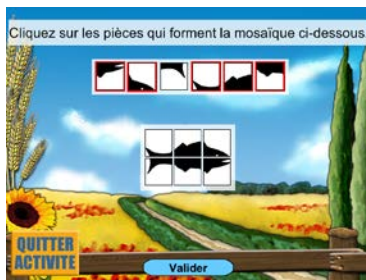 Cliquez sur les pièces qui forment la mosaïque ci-dessous
QUITTER
ACTIVITE
Valider